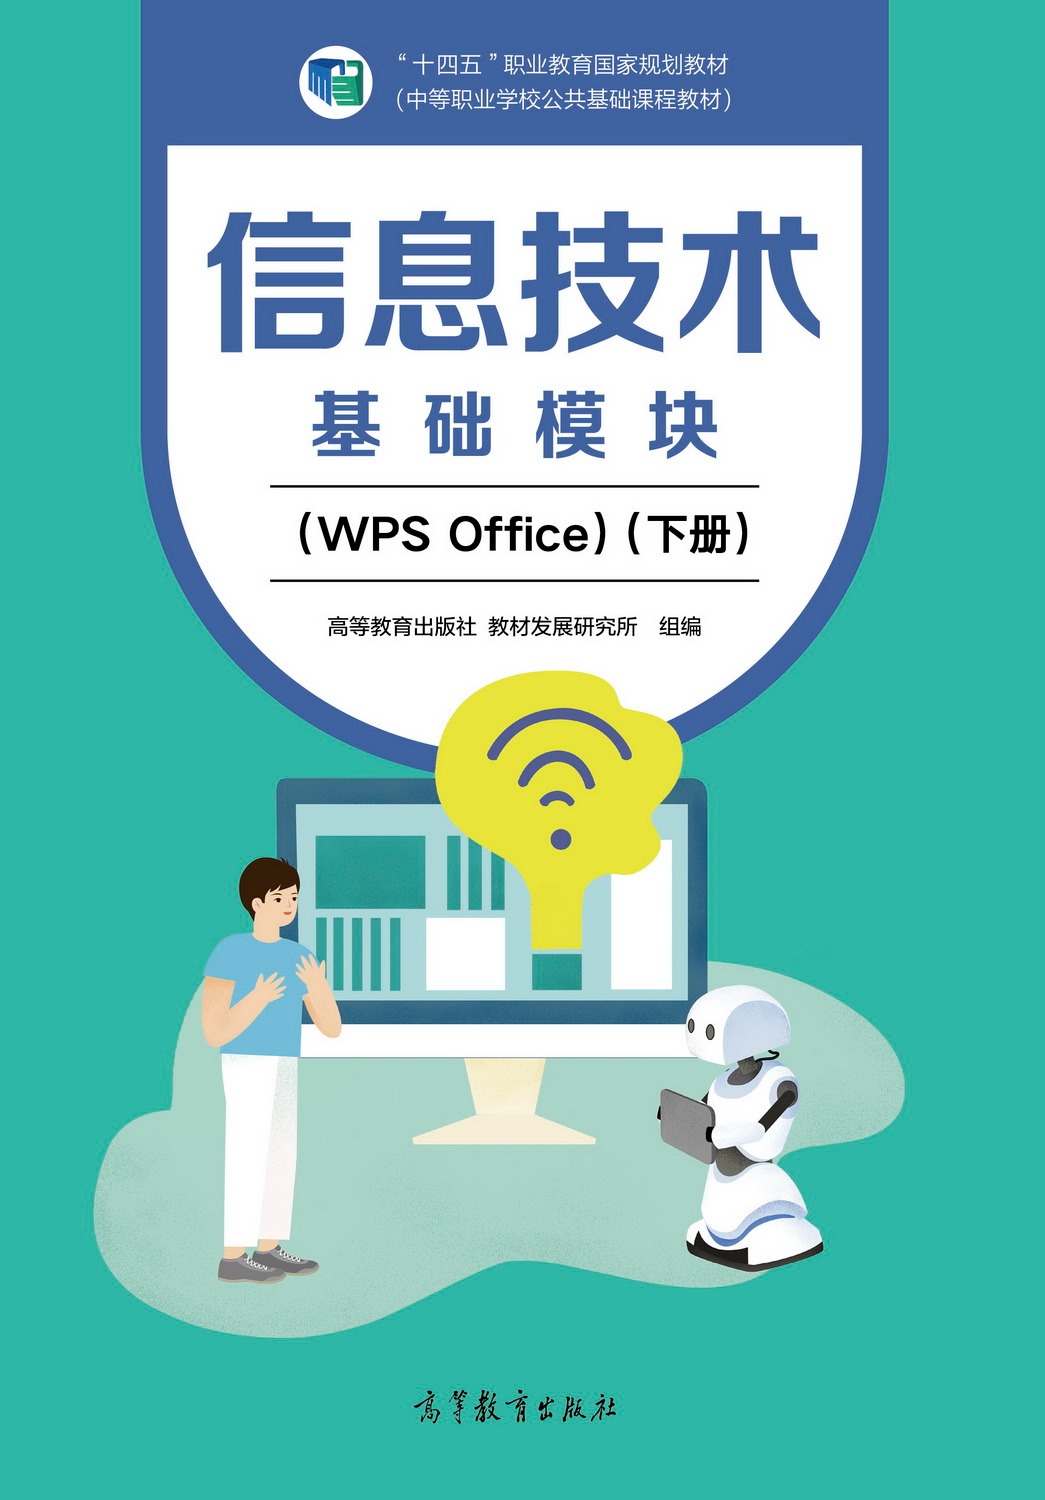 “十四五”职业教育国家规划教材
（中等职业学校公共基础课程教材）
信息技术
基础模块
（WPS Office）（下册）
高等教育出版社 教材发展研究所 组编
高等教育出版社